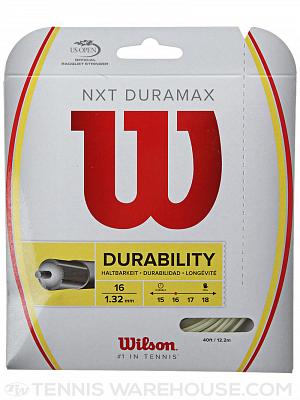 US OPEN
OFFICIAL
RACQUET STRINGER
NXT DURAMAX
W
DURABILITY
HALTBARKEIT • DURABILIDAD • LONGÉVITÉ
16
1.32 mm
15 16 17 18
Wilson
#1 IN TENNIS
40ft / 12.2m
TENNIS WAREHOUSE.COM